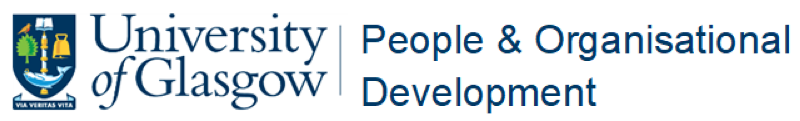 University
of Glasgow
VIA VERITAS VITA
People & Organisational
Development